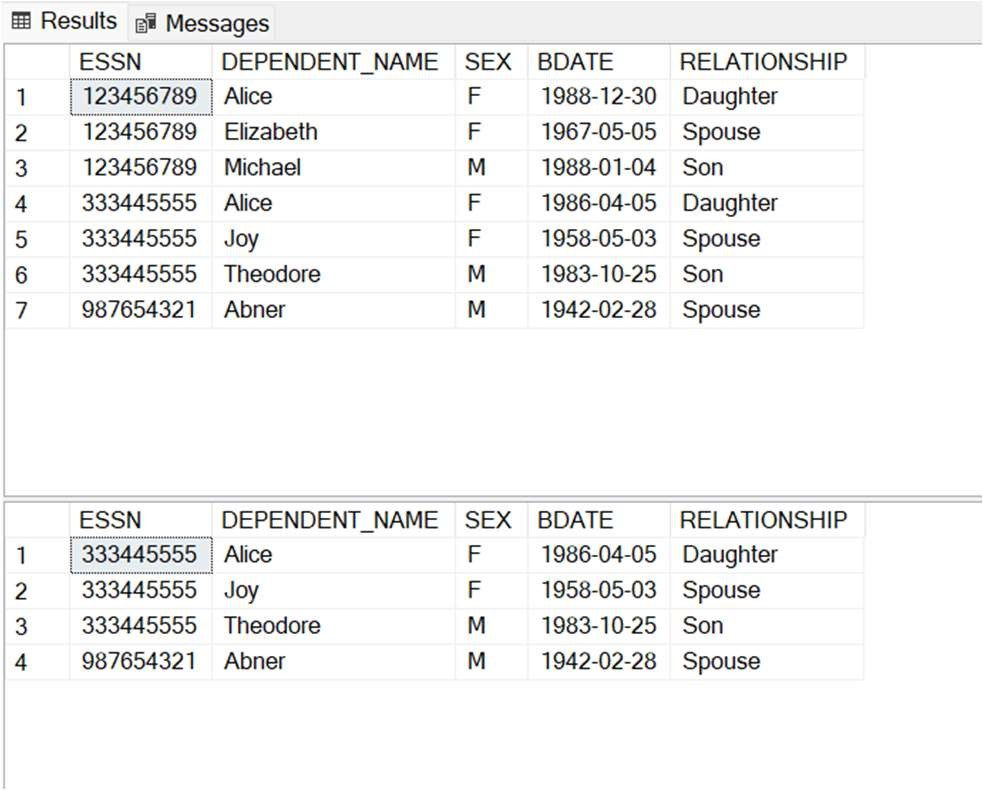 Results Messages
ESSN DEPENDENT_NAME SEX BDATE RELATIONSHIP
1 123456789 Alice F 1988-12-30 Daughter
2 123456789 Elizabeth F 1967-05-05 Spouse
3 123456789 Michael M 1988-01-04 Son
4 333445555 Alice F 1986-04-05 Daughter
5 333445555 Joy F 1958-05-03 Spouse
6 333445555 Theodore M 1983-10-25 Son
7 987654321 Abner M 1942-02-28 Spouse
ESSN DEPENDENT_NAME SEX BDATE RELATIONSHIP
1 333445555 Alice F 1986-04-05 Daughter
2 333445555 Joy F 1958-05-03 Spouse
3 333445555 Theodore M 1983-10-25 Son
4 987654321 Abner M 1942-02-28 Spouse